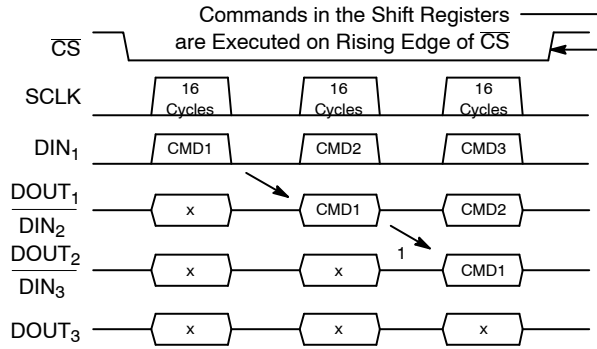 Commands in the Shift Registers
are Executed on Rising Edge of CS
CS
SCLK
16
Cycles
16
Cycles
16
Cycles
DIN₁
CMD1
CMD2
CMD3
DOUT₁
DIN₂
x
CMD1
CMD2
DOUT₂
DIN₃
x
x
1
CMD1
DOUT₃
x
x
x